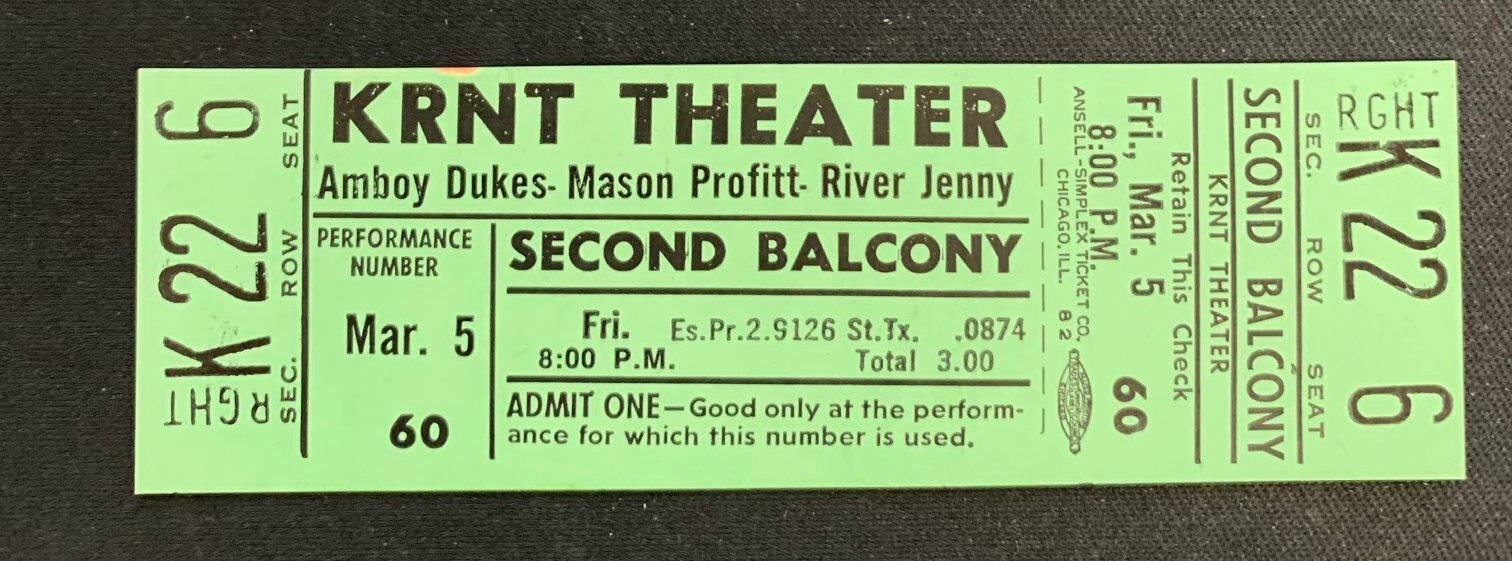 RGHT K 22 6
SEC. ROW SEAT
KRNT THEATER
Amboy Dukes- Mason Profitt- River Jenny
PERFORMANCE
NUMBER
Mar. 5
60
SECOND BALCONY
Fri. Es.Pr.2.9126 St.Tx. .0874
8:00 P.M. Total 3.00
ADMIT ONE—Good only at the perform-
ance for which this number is used.
RGHT K 22 6
SEC. ROW SEAT
SECOND BALCONY
KRNT THEATER
Retain This Check
Fri., Mar. 5
8:00 P.M. 60
ANSELL-SIMPLEX TICKET CO.
CHICAGO, ILL. 82